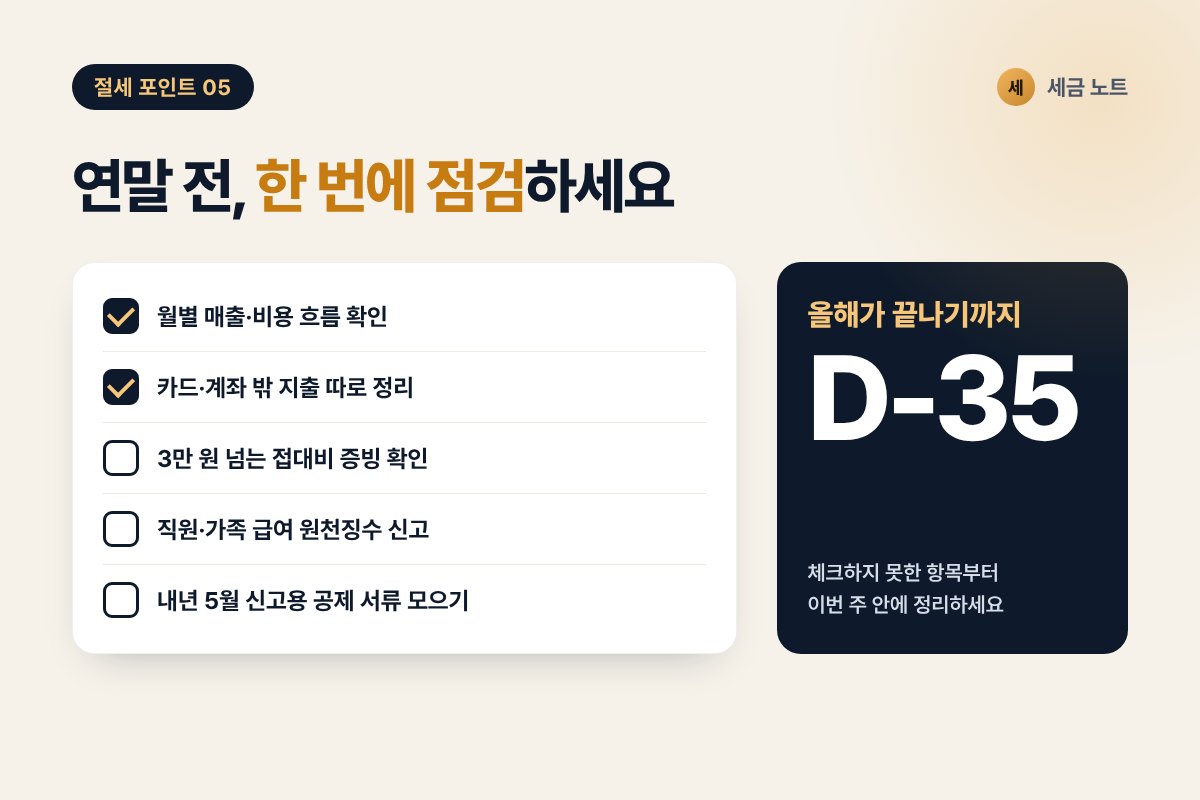 절세 포인트 05
세 세금 노트
연말 전, 한 번에 점검하세요
월별 매출·비용 흐름 확인
카드·계좌 밖 지출 따로 정리
3만 원 넘는 접대비 증빙 확인
직원·가족 급여 원천징수 신고
내년 5월 신고용 공제 서류 모으기
올해가 끝나기까지
D-35
체크하지 못한 항목부터
이번 주 안에 정리하세요